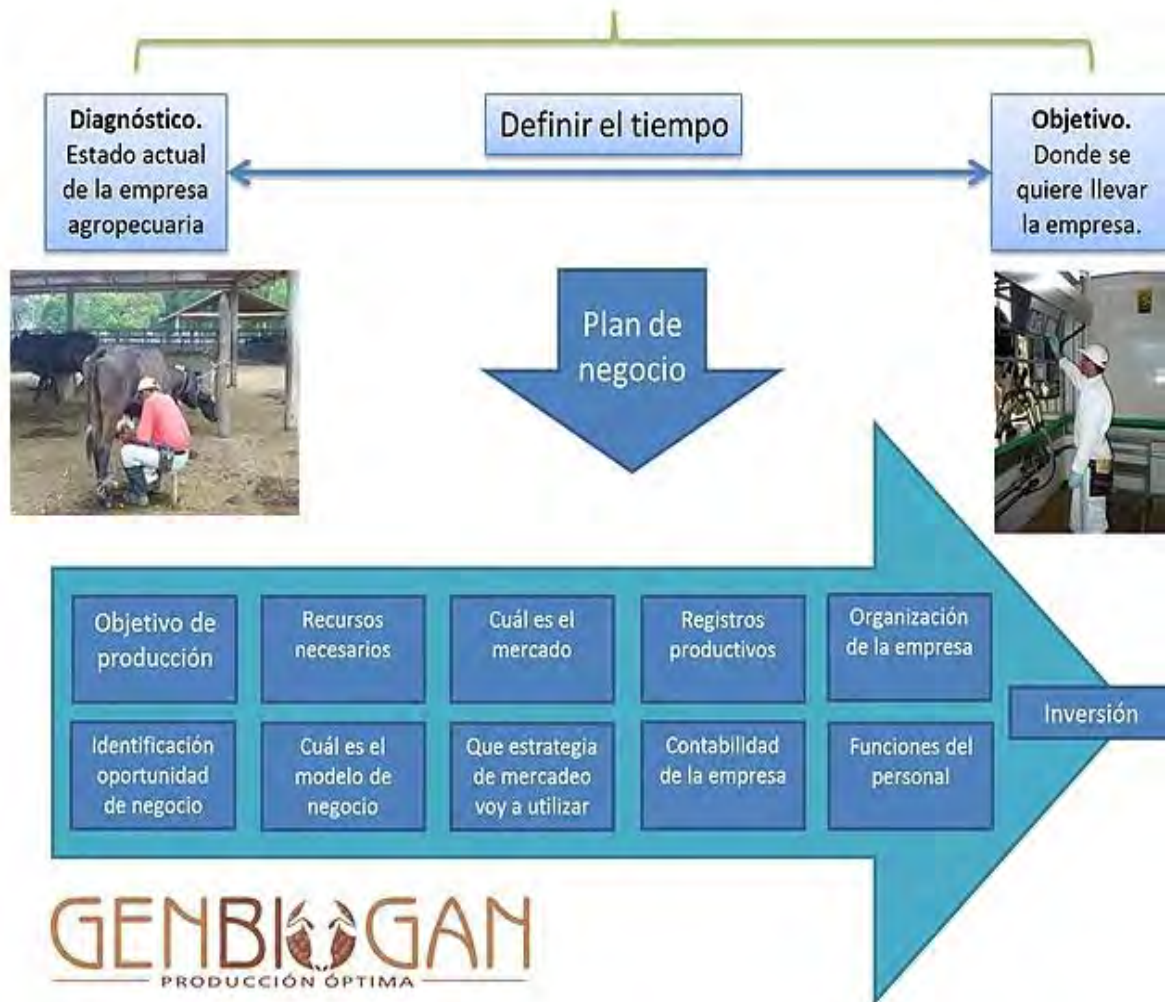 Diagnóstico.
Estado actual
de la empresa
agropecuaria
Definir el tiempo
Objetivo.
Donde se
quiere llevar
la empresa.
Plan de
negocio
Objetivo de
producción
Recursos
necesarios
Cuál es el
mercado
Registros
productivos
Organización
de la empresa
Identificación
oportunidad
de negocio
Cuál es el
modelo de
negocio
Que estrategia
de mercadeo
voy a utilizar
Contabilidad
de la empresa
Funciones del
personal
Inversión
GENBIOGAN
PRODUCCIÓN ÓPTIMA